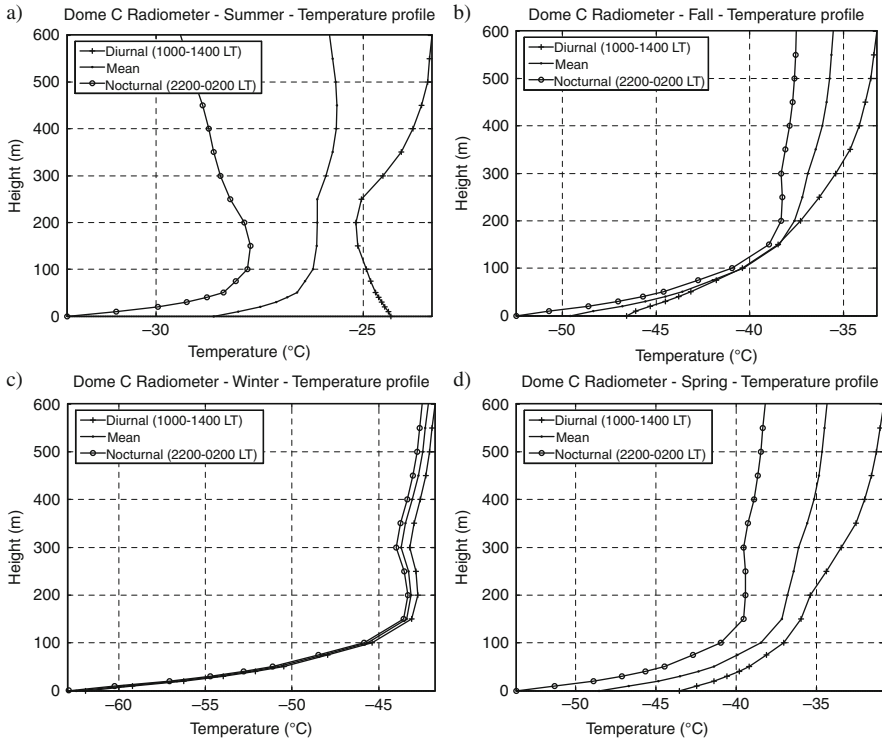 a) Dome C Radiometer - Summer - Temperature profile
600
500
400
300
200
100
0
Height (m)
Diurnal (1000-1400 LT)
Mean
Nocturnal (2200-0200 LT)
−30 −25
Temperature (°C)
b) Dome C Radiometer - Fall - Temperature profile
600
500
400
300
200
100
0
Height (m)
Diurnal (1000-1400 LT)
Mean
Nocturnal (2200-0200 LT)
−50 −45 −40 −35
Temperature (°C)
c) Dome C Radiometer - Winter - Temperature profile
600
500
400
300
200
100
0
Height (m)
Diurnal (1000-1400 LT)
Mean
Nocturnal (2200-0200 LT)
−60 −55 −50 −45
Temperature (°C)
d) Dome C Radiometer - Spring - Temperature profile
600
500
400
300
200
100
0
Height (m)
Diurnal (1000-1400 LT)
Mean
Nocturnal (2200-0200 LT)
−50 −45 −40 −35
Temperature (°C)